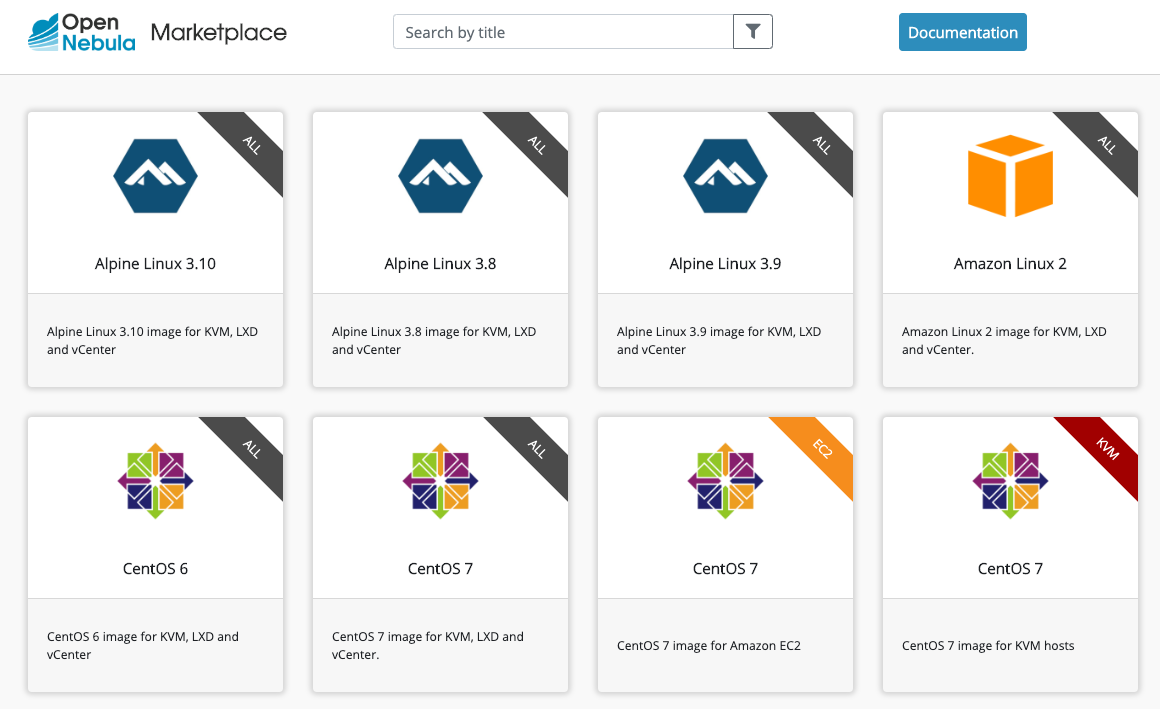 Open
Nebula
Marketplace
Search by title
Documentation
ALL
Alpine Linux 3.10
Alpine Linux 3.10 image for KVM, LXD
and vCenter
ALL
Alpine Linux 3.8
Alpine Linux 3.8 image for KVM, LXD
and vCenter
ALL
Alpine Linux 3.9
Alpine Linux 3.9 image for KVM, LXD
and vCenter
ALL
Amazon Linux 2
Amazon Linux 2 image for KVM, LXD
and vCenter.
ALL
CentOS 6
CentOS 6 image for KVM, LXD and
vCenter
ALL
CentOS 7
CentOS 7 image for KVM, LXD and
vCenter.
EC2
CentOS 7
CentOS 7 image for Amazon EC2
KVM
CentOS 7
CentOS 7 image for KVM hosts